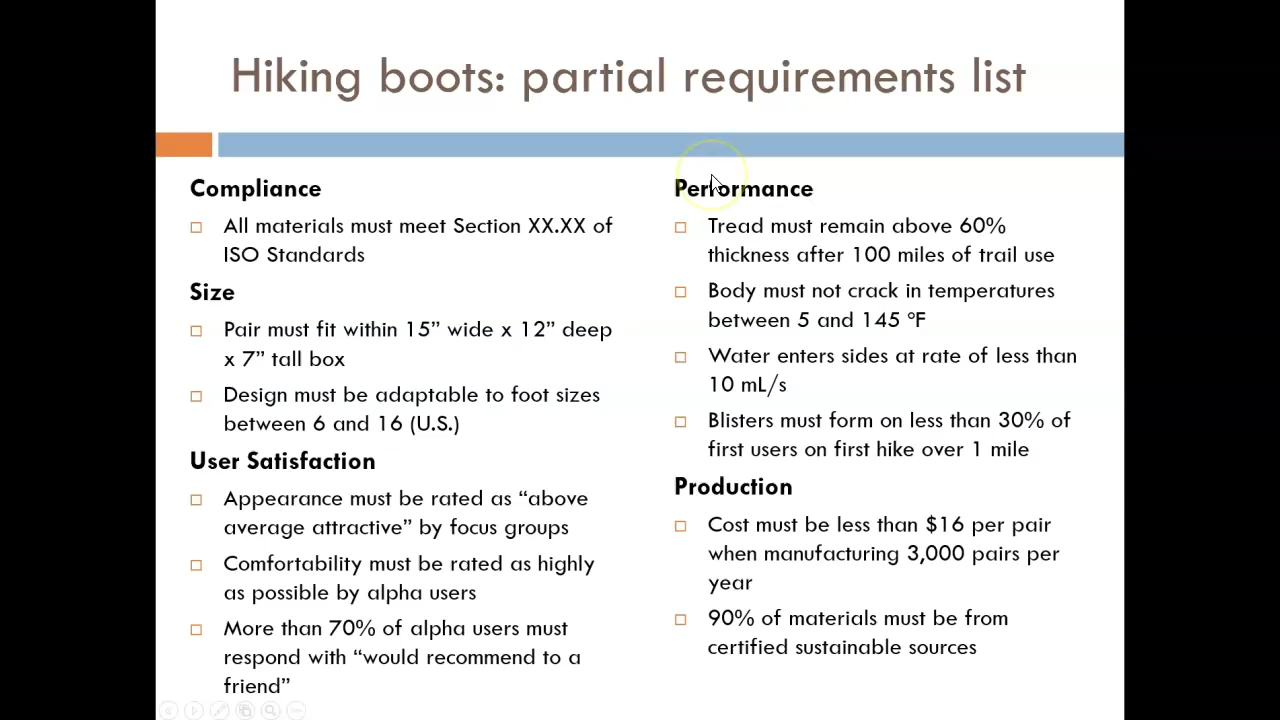 Hiking boots: partial requirements list
Compliance
All materials must meet Section XX.XX of
ISO Standards
Size
Pair must fit within 15” wide x 12” deep
x 7” tall box
Design must be adaptable to foot sizes
between 6 and 16 (U.S.)
User Satisfaction
Appearance must be rated as “above
average attractive” by focus groups
Comfortability must be rated as highly
as possible by alpha users
More than 70% of alpha users must
respond with “would recommend to a
friend”
Performance
Tread must remain above 60%
thickness after 100 miles of trail use
Body must not crack in temperatures
between 5 and 145 °F
Water enters sides at rate of less than
10 mL/s
Blisters must form on less than 30% of
first users on first hike over 1 mile
Production
Cost must be less than $16 per pair
when manufacturing 3,000 pairs per
year
90% of materials must be from
certified sustainable sources